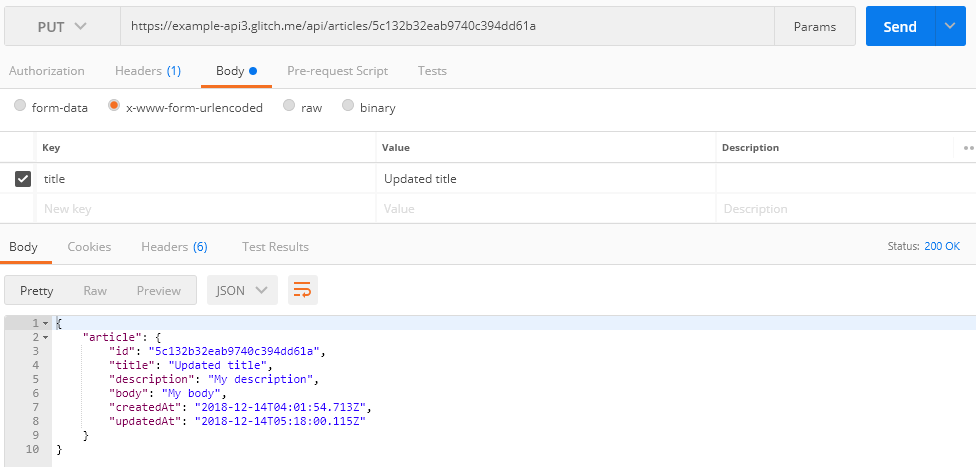 PUT https://example-api3.glitch.me/api/articles/5c132b32eab9740c394dd61a Params Send
Authorization Headers (1) Body Pre-request Script Tests
form-data x-www-form-urlencoded raw binary
Key Value Description
title Updated title
New key Value Description
Body Cookies Headers (6) Test Results Status: 200 OK
Pretty Raw Preview JSON
1 {
2 "article": {
3 "id": "5c132b32eab9740c394dd61a",
4 "title": "Updated title",
5 "description": "My description",
6 "body": "My body",
7 "createdAt": "2018-12-14T04:01:54.713Z",
8 "updatedAt": "2018-12-14T05:18:00.115Z"
9 }
10 }